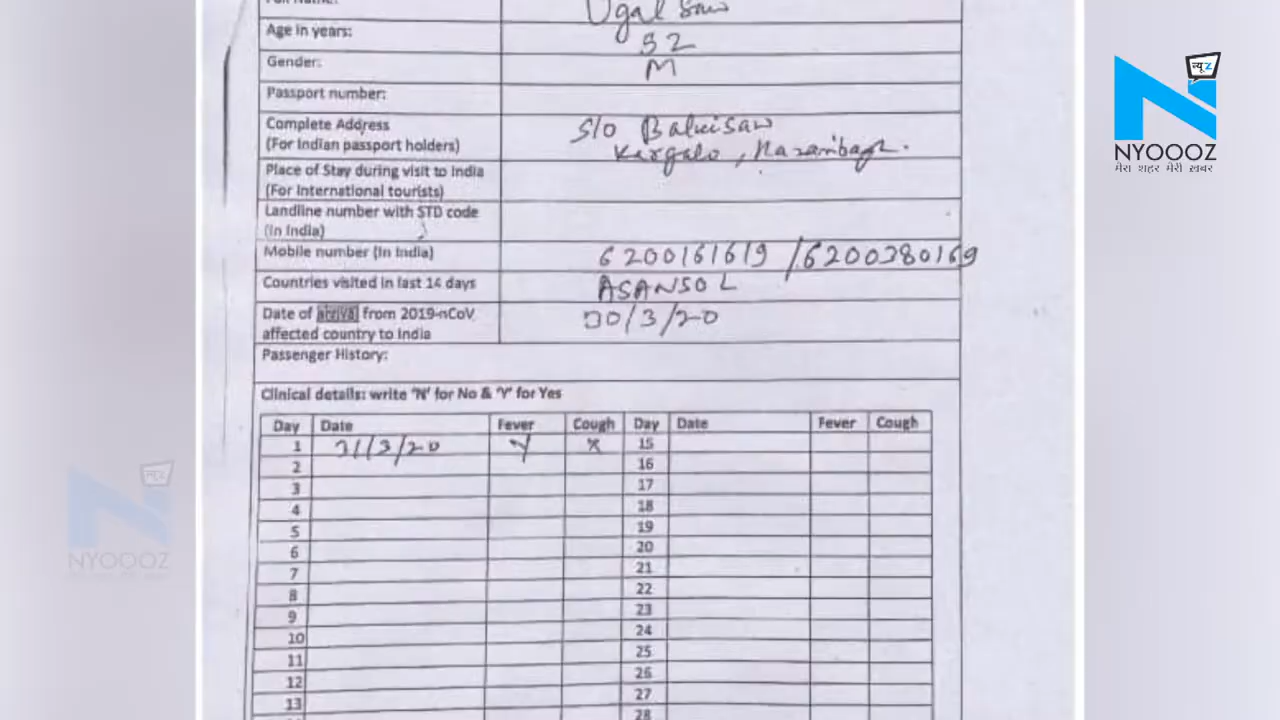 Ugal Saw
Age in years: 52
Gender: M
Passport number:
Complete Address
(For Indian passport holders)
S/o Balkisaw
Kargalo, Hazaribagh.
Place of Stay during visit to India
(For International tourists)
Landline number with STD code
(In India)
Mobile number (In India) 6200161619 / 6200380169
Countries visited in last 14 days ASANSOL
Date of arrival from 2019-nCoV 30/3/20
affected country to India
Passenger History:
Clinical details: write 'N' for No & 'Y' for Yes
Day Date Fever Cough Day Date Fever Cough
1 31/3/20 Y X 15
2 16
3 17
4 18
5 19
6 20
7 21
8 22
9 23
10 24
11 25
12 26
13 27
28
न्यूZ
NYOOOZ
मेरा शहर मेरी ख़बर
न्यूZ
NYOOOZ